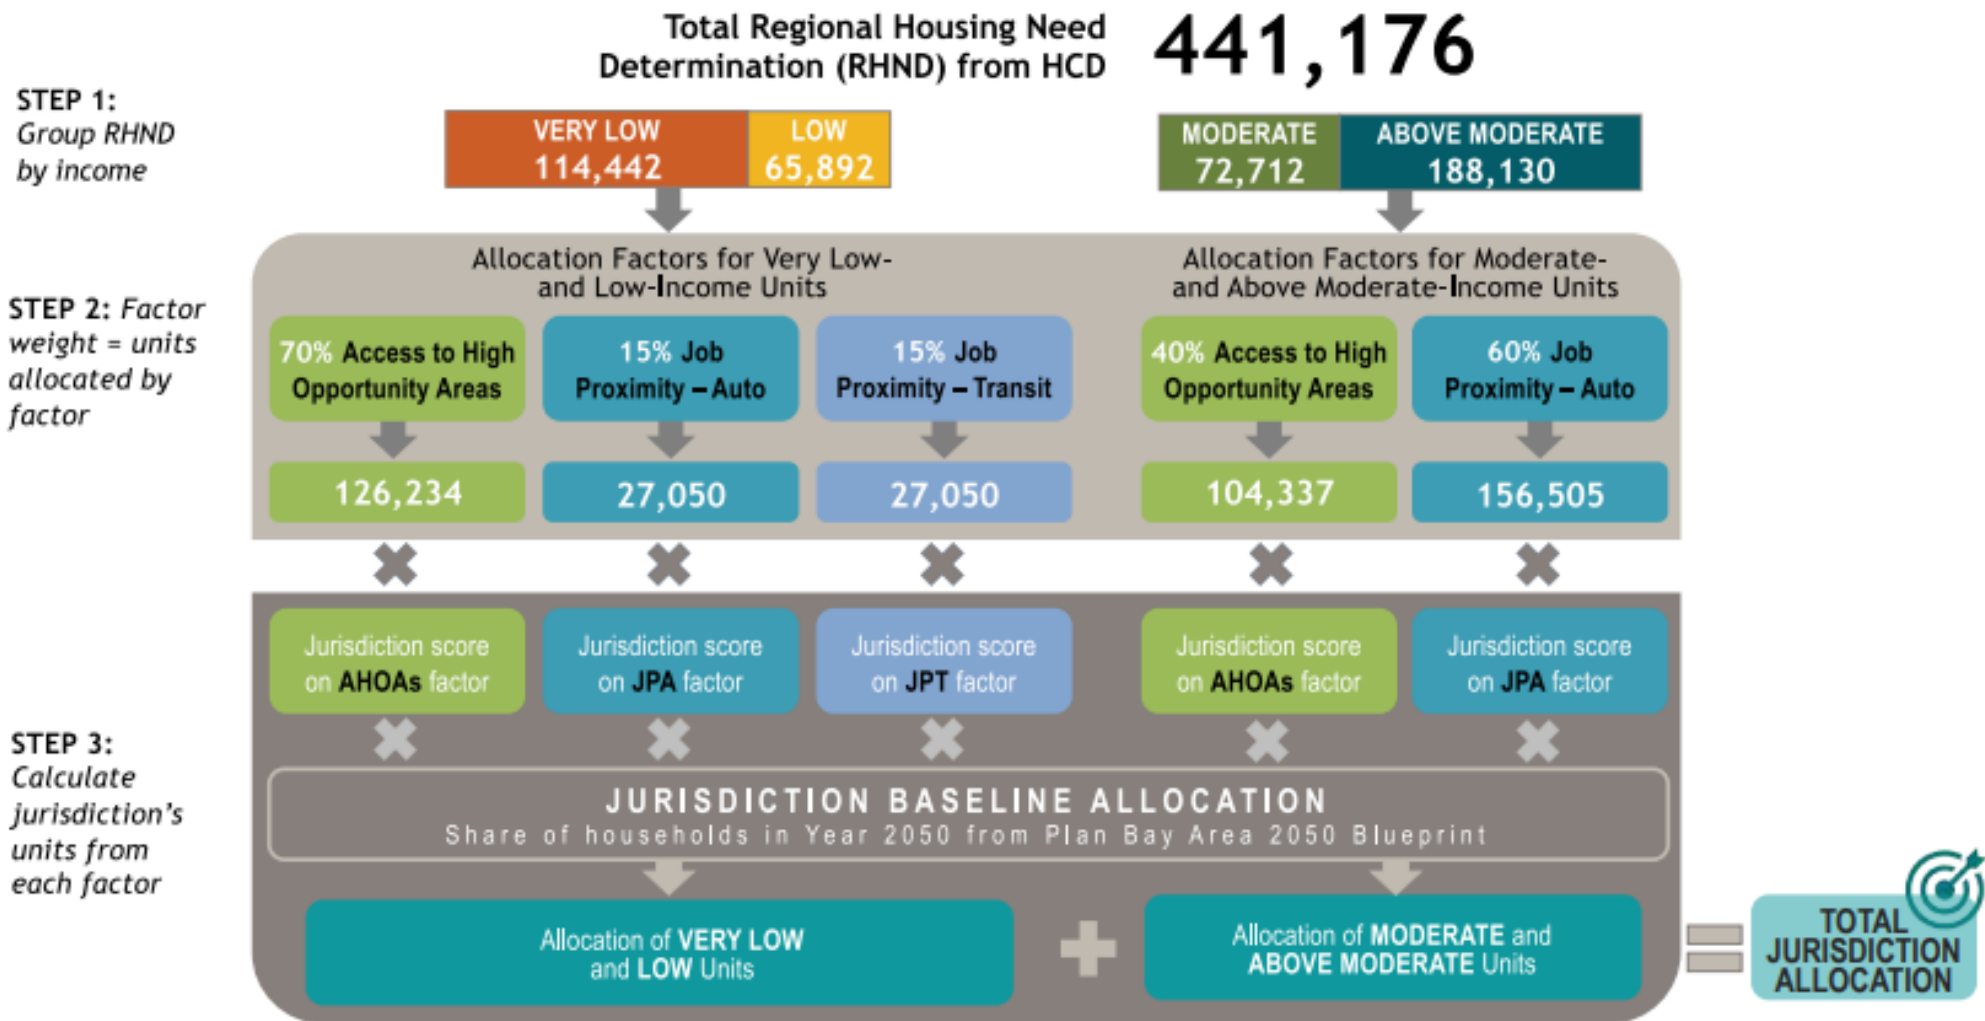 Total Regional Housing Need
Determination (RHND) from HCD
441,176
STEP 1:
Group RHND
by income
VERY LOW
114,442
LOW
65,892
MODERATE
72,712
ABOVE MODERATE
188,130
STEP 2: Factor
weight = units
allocated by
factor
Allocation Factors for Very Low-
and Low-Income Units
Allocation Factors for Moderate-
and Above Moderate-Income Units
70% Access to High
Opportunity Areas
15% Job
Proximity – Auto
15% Job
Proximity – Transit
40% Access to High
Opportunity Areas
60% Job
Proximity – Auto
126,234
27,050
27,050
104,337
156,505
Jurisdiction score
on AHOAs factor
Jurisdiction score
on JPA factor
Jurisdiction score
on JPT factor
Jurisdiction score
on AHOAs factor
Jurisdiction score
on JPA factor
STEP 3:
Calculate
jurisdiction's
units from
each factor
JURISDICTION BASELINE ALLOCATION
Share of households in Year 2050 from Plan Bay Area 2050 Blueprint
Allocation of VERY LOW
and LOW Units
Allocation of MODERATE and
ABOVE MODERATE Units
TOTAL
JURISDICTION
ALLOCATION